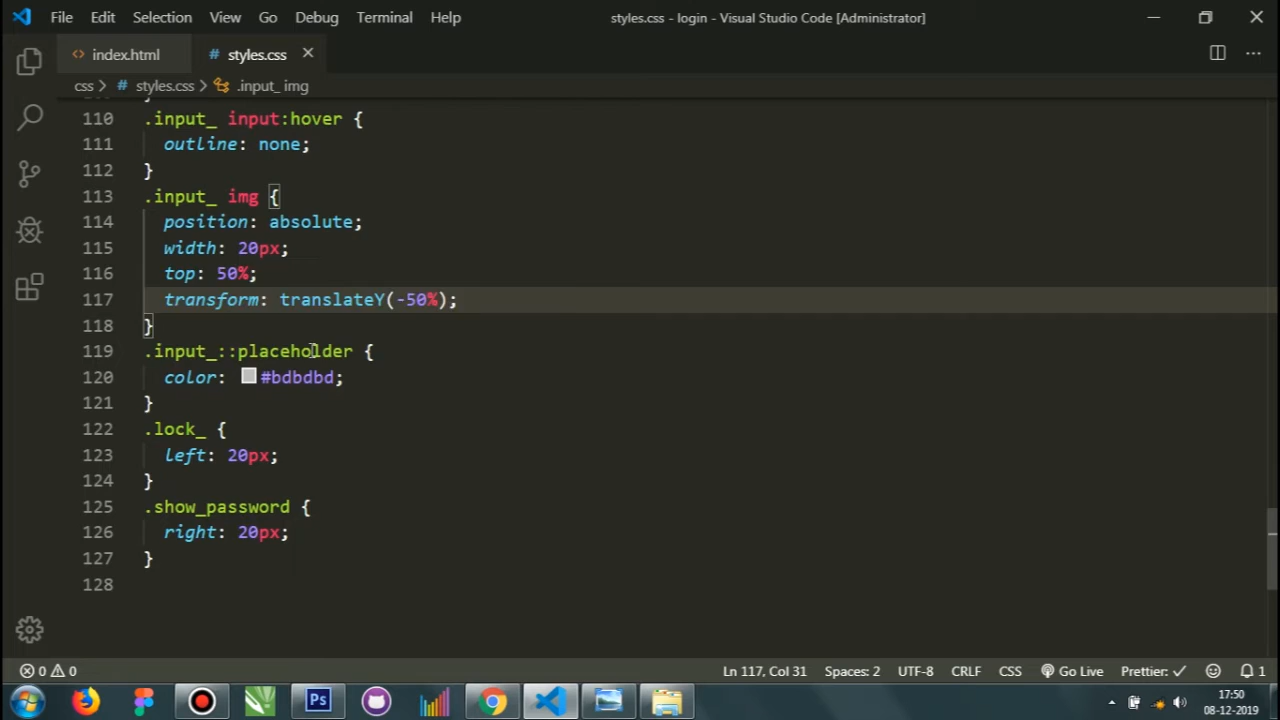 File Edit Selection View Go Debug Terminal Help styles.css - login - Visual Studio Code [Administrator]
<> index.html # styles.css ×
css > # styles.css > .input_ img
110 .input_ input:hover {
111 outline: none;
112 }
113 .input_ img {
114 position: absolute;
115 width: 20px;
116 top: 50%;
117 transform: translateY(-50%);
118 }
119 .input_::placeholder {
120 color: #bdbdbd;
121 }
122 .lock_ {
123 left: 20px;
124 }
125 .show_password {
126 right: 20px;
127 }
128
0 0 Ln 117, Col 31 Spaces: 2 UTF-8 CRLF CSS Go Live Prettier: ✓ 1
Ps
17:50
08-12-2019